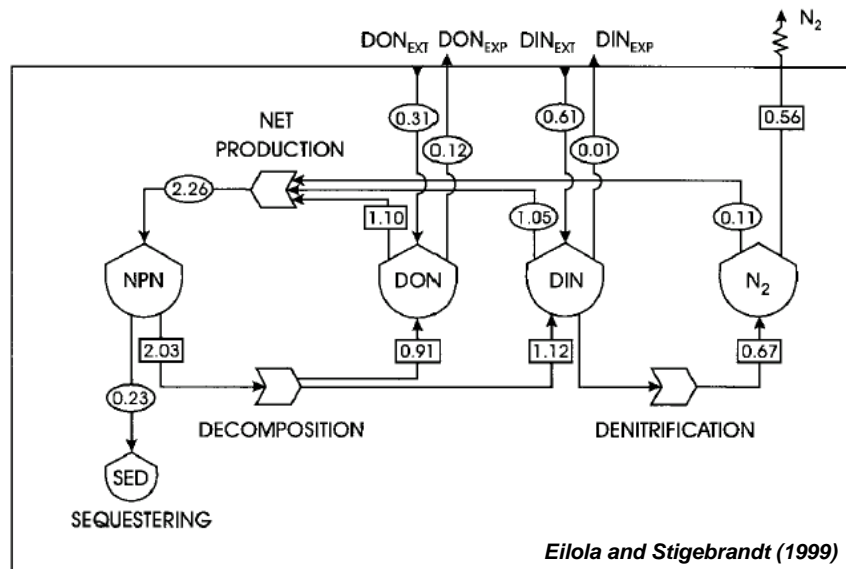 N₂
DON_EXT DON_EXP DIN_EXT DIN_EXP
0.56
0.31
0.61
NET
PRODUCTION
0.12
0.01
2.26
1.10
1.05
0.11
NPN
DON
DIN
N₂
2.03
0.91
1.12
0.67
0.23
DECOMPOSITION
DENITRIFICATION
SED
SEQUESTERING
Eilola and Stigebrandt (1999)